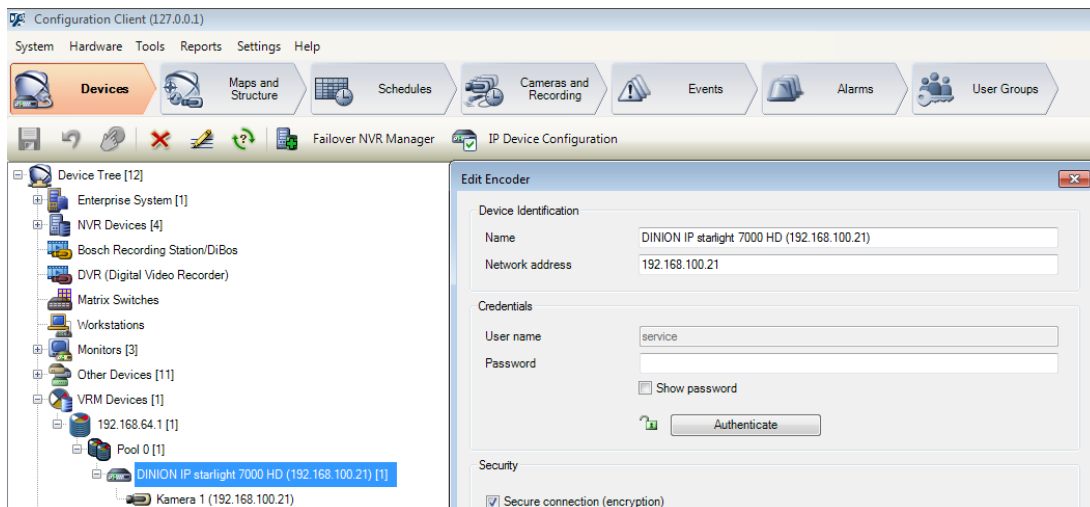 Configuration Client (127.0.0.1)
System Hardware Tools Reports Settings Help
Devices
Maps and Structure
Schedules
Cameras and Recording
Events
Alarms
User Groups
Failover NVR Manager
IP Device Configuration
Device Tree [12]
Enterprise System [1]
NVR Devices [4]
Bosch Recording Station/DiBos
DVR (Digital Video Recorder)
Matrix Switches
Workstations
Monitors [3]
Other Devices [11]
VRM Devices [1]
192.168.64.1 [1]
Pool 0 [1]
DINION IP starlight 7000 HD (192.168.100.21) [1]
Kamera 1 (192.168.100.21)
Edit Encoder
Device Identification
Name DINION IP starlight 7000 HD (192.168.100.21)
Network address 192.168.100.21
Credentials
User name service
Password
Show password
Authenticate
Security
Secure connection (encryption)